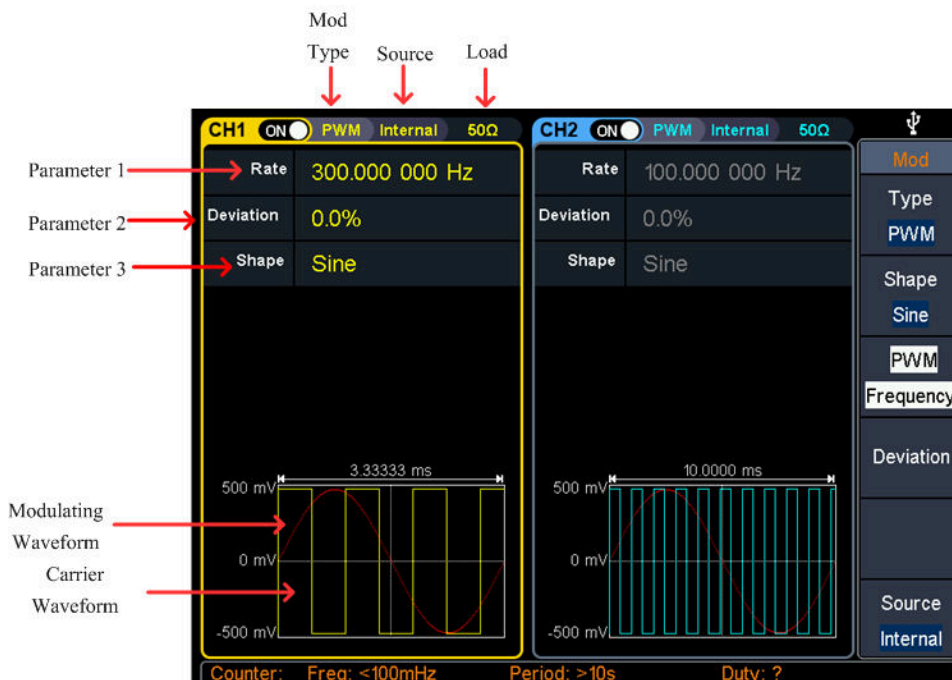 Mod
Type
Source
Load
CH1 ON PWM Internal 50Ω
CH2 ON PWM Internal 50Ω
Parameter 1
Rate 300.000 000 Hz
Rate 100.000 000 Hz
Parameter 2
Deviation 0.0%
Deviation 0.0%
Parameter 3
Shape Sine
Shape Sine
Mod
Type
PWM
Shape
Sine
PWM
Frequency
Deviation
Source
Internal
3.33333 ms
500 mV
0 mV
-500 mV
10.0000 ms
500 mV
0 mV
-500 mV
Modulating
Waveform
Carrier
Waveform
Counter: Freq: <100mHz Period: >10s Duty: ?